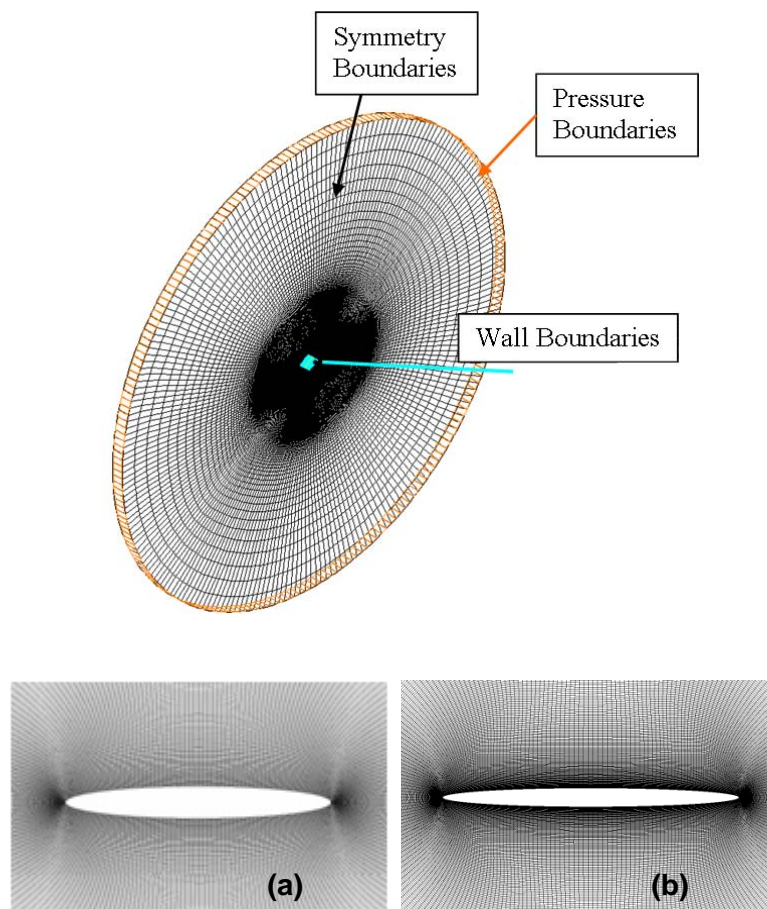 Symmetry
Boundaries
Pressure
Boundaries
Wall Boundaries
(a)
(b)